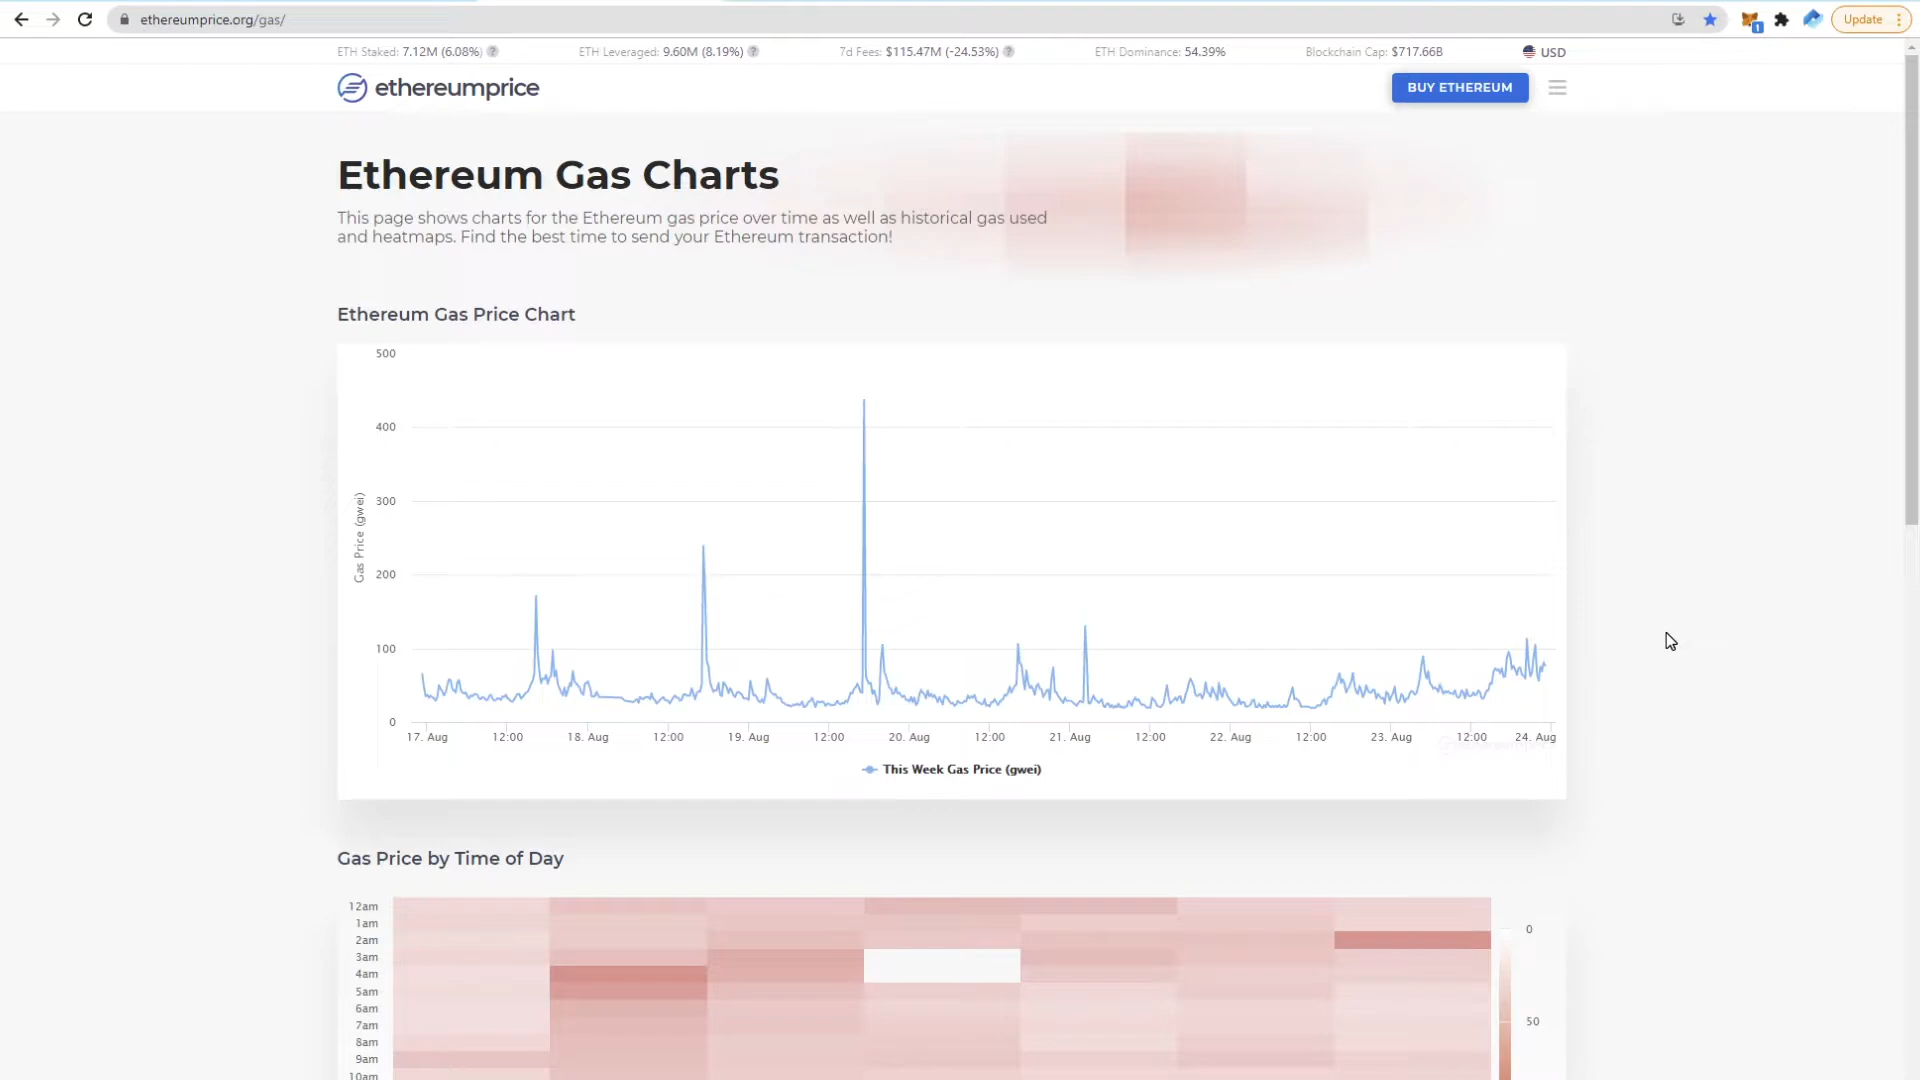 ethereumprice.org/gas/
1
Update
ETH Staked: 7.12M (6.08%) ?
ETH Leveraged: 9.60M (8.19%) ?
7d Fees: $115.47M (-24.53%) ?
ETH Dominance: 54.39%
Blockchain Cap: $717.66B
USD
ethereumprice
BUY ETHEREUM
Ethereum Gas Charts
This page shows charts for the Ethereum gas price over time as well as historical gas used
and heatmaps. Find the best time to send your Ethereum transaction!
Ethereum Gas Price Chart
Gas Price (gwei)
500
400
300
200
100
0
17. Aug 12:00 18. Aug 12:00 19. Aug 12:00 20. Aug 12:00 21. Aug 12:00 22. Aug 12:00 23. Aug 12:00 24. Aug
This Week Gas Price (gwei)
Gas Price by Time of Day
12am
1am
2am
3am
4am
5am
6am
7am
8am
9am
10am
0
50